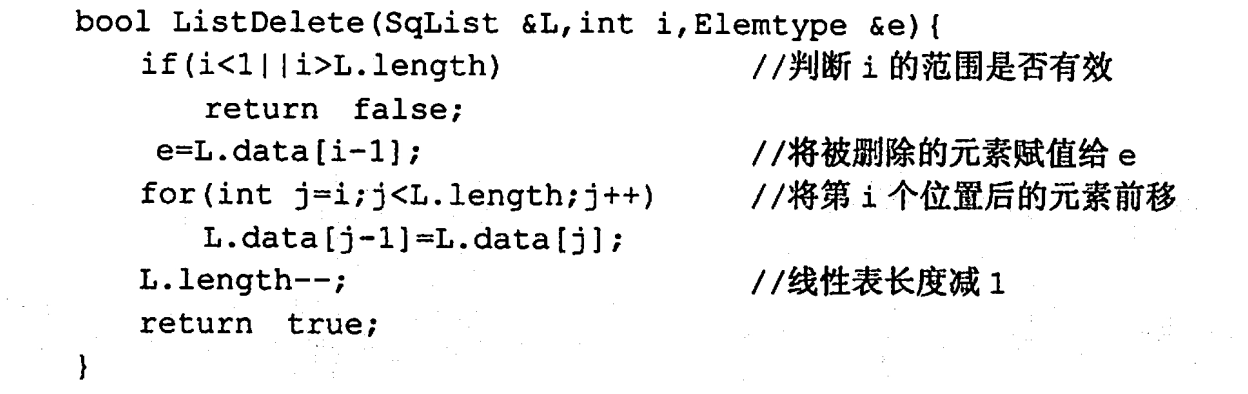 bool ListDelete(SqList &L,int i,Elemtype &e){
if(i<1||i>L.length) //判断 i 的范围是否有效
return false;
e=L.data[i-1]; //将被删除的元素赋值给 e
for(int j=i;j<L.length;j++) //将第 i 个位置后的元素前移
L.data[j-1]=L.data[j];
L.length--; //线性表长度减 1
return true;
}